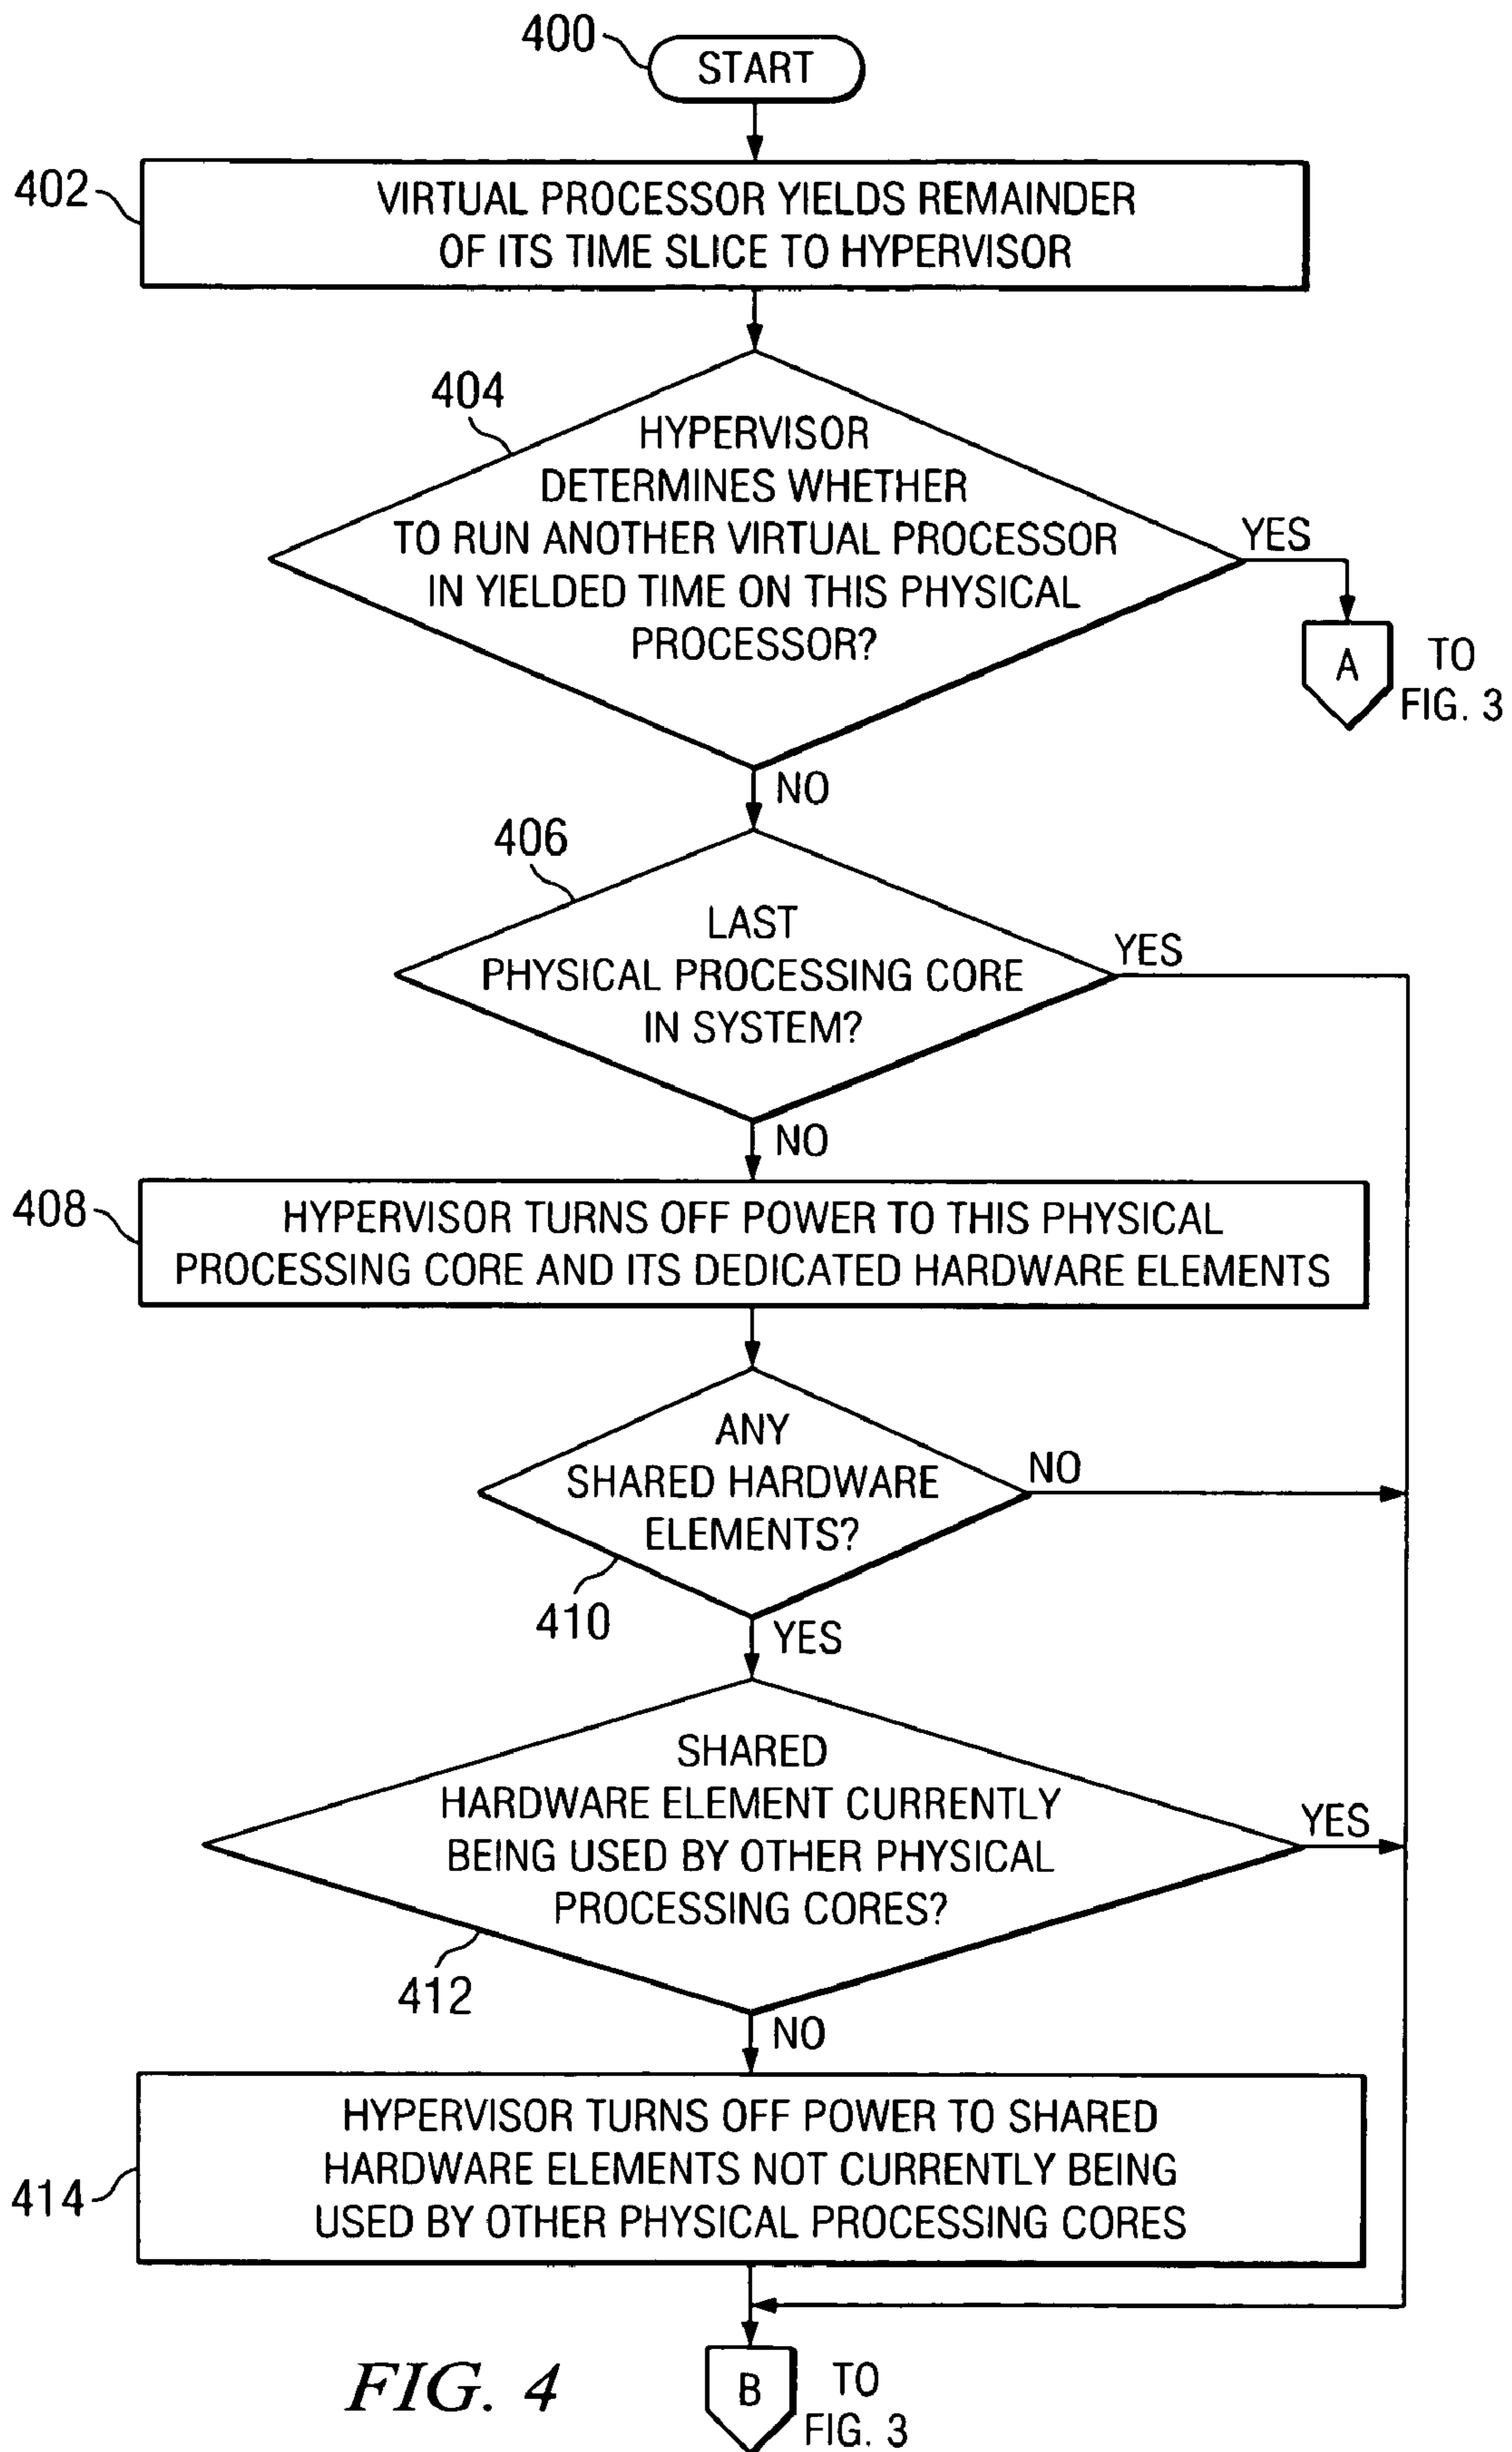 400
START
402
VIRTUAL PROCESSOR YIELDS REMAINDER
OF ITS TIME SLICE TO HYPERVISOR
404
HYPERVISOR
DETERMINES WHETHER
TO RUN ANOTHER VIRTUAL PROCESSOR
IN YIELDED TIME ON THIS PHYSICAL
PROCESSOR?
YES
A
TO
FIG. 3
NO
406
LAST
PHYSICAL PROCESSING CORE
IN SYSTEM?
YES
NO
408
HYPERVISOR TURNS OFF POWER TO THIS PHYSICAL
PROCESSING CORE AND ITS DEDICATED HARDWARE ELEMENTS
ANY
SHARED HARDWARE
ELEMENTS?
NO
410
YES
SHARED
HARDWARE ELEMENT CURRENTLY
BEING USED BY OTHER PHYSICAL
PROCESSING CORES?
YES
412
NO
HYPERVISOR TURNS OFF POWER TO SHARED
HARDWARE ELEMENTS NOT CURRENTLY BEING
USED BY OTHER PHYSICAL PROCESSING CORES
414
FIG. 4
B
TO
FIG. 3